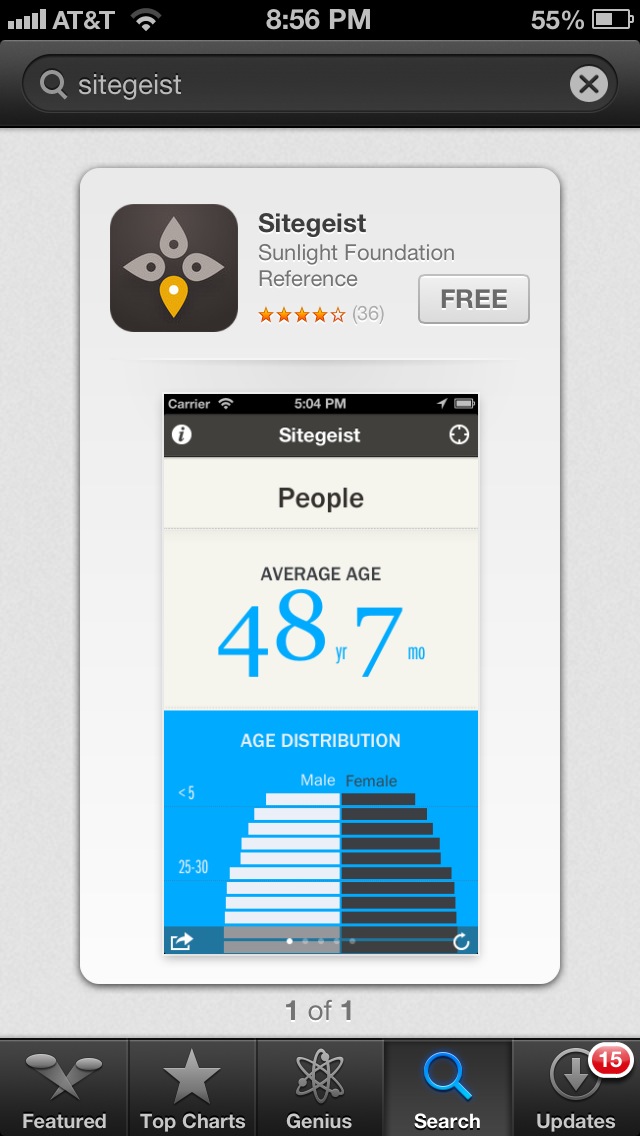 AT&T 8:56 PM 55%
sitegeist
Sitegeist
Sunlight Foundation
Reference
FREE
(36)
Carrier 5:04 PM
i Sitegeist
People
AVERAGE AGE
48 yr 7 mo
AGE DISTRIBUTION
Male Female
< 5
25-30
1 of 1
15
Featured Top Charts Genius Search Updates